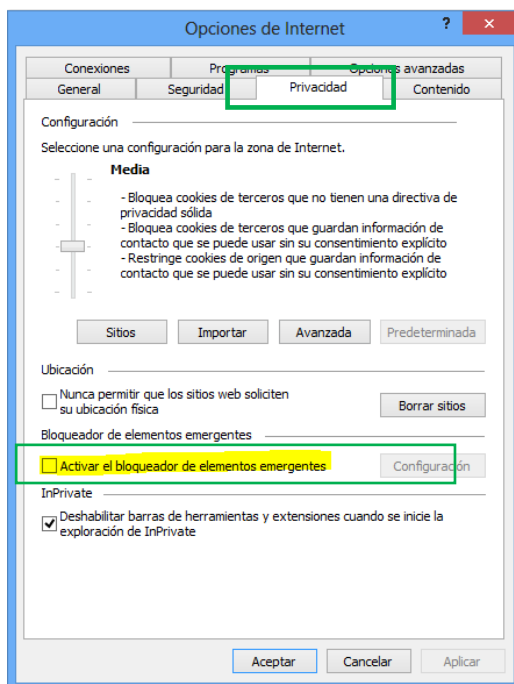 Opciones de Internet
?
×
Conexiones
Programas
Opciones avanzadas
General
Seguridad
Privacidad
Contenido
Configuración
Seleccione una configuración para la zona de Internet.
Media
- Bloquea cookies de terceros que no tienen una directiva de
privacidad sólida
- Bloquea cookies de terceros que guardan información de
contacto que se puede usar sin su consentimiento explícito
- Restringe cookies de origen que guardan información de
contacto que se puede usar sin su consentimiento explícito
Sitios
Importar
Avanzada
Predeterminada
Ubicación
Nunca permitir que los sitios web soliciten
su ubicación física
Borrar sitios
Bloqueador de elementos emergentes
Activar el bloqueador de elementos emergentes
Configuración
InPrivate
Deshabilitar barras de herramientas y extensiones cuando se inicie la
exploración de InPrivate
Aceptar
Cancelar
Aplicar